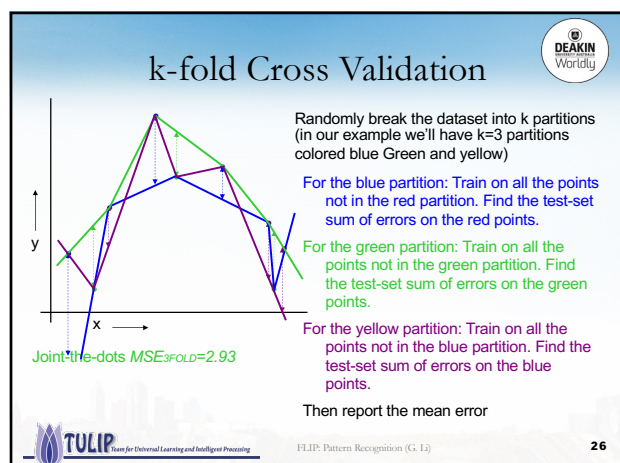 k-fold Cross Validation
DEAKIN
UNIVERSITY AUSTRALIA
Worldly
Randomly break the dataset into k partitions
(in our example we'll have k=3 partitions
colored blue Green and yellow)
For the blue partition: Train on all the points
not in the red partition. Find the test-set
sum of errors on the red points.
For the green partition: Train on all the
points not in the green partition. Find
the test-set sum of errors on the green
points.
For the yellow partition: Train on all the
points not in the blue partition. Find the
test-set sum of errors on the blue
points.
Then report the mean error
y
x
Joint-the-dots MSE3FOLD=2.93
TULIP Team for Universal Learning and Intelligent Processing
FLIP: Pattern Recognition (G. Li)
26